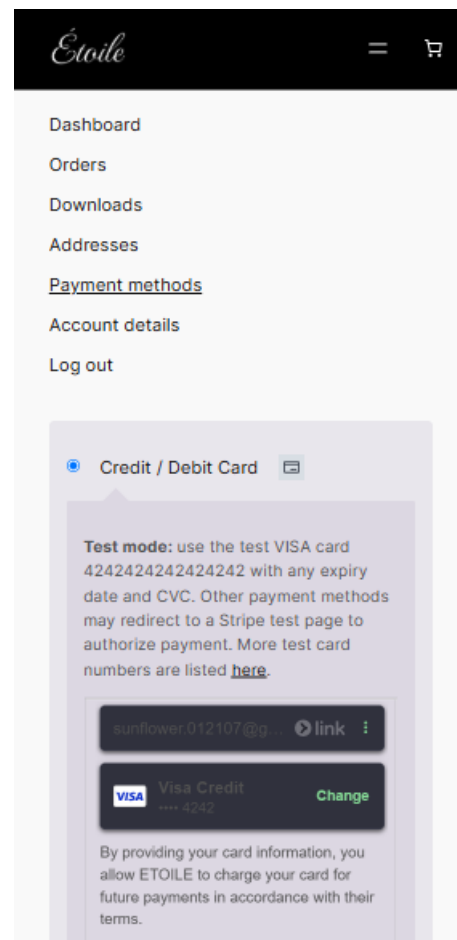 Étoile
Dashboard
Orders
Downloads
Addresses
Payment methods
Account details
Log out
Credit / Debit Card
Test mode: use the test VISA card
4242424242424242 with any expiry
date and CVC. Other payment methods
may redirect to a Stripe test page to
authorize payment. More test card
numbers are listed here.
sunflower.012107@g... link
VISA Visa Credit Change
•••• 4242
By providing your card information, you
allow ETOILE to charge your card for
future payments in accordance with their
terms.